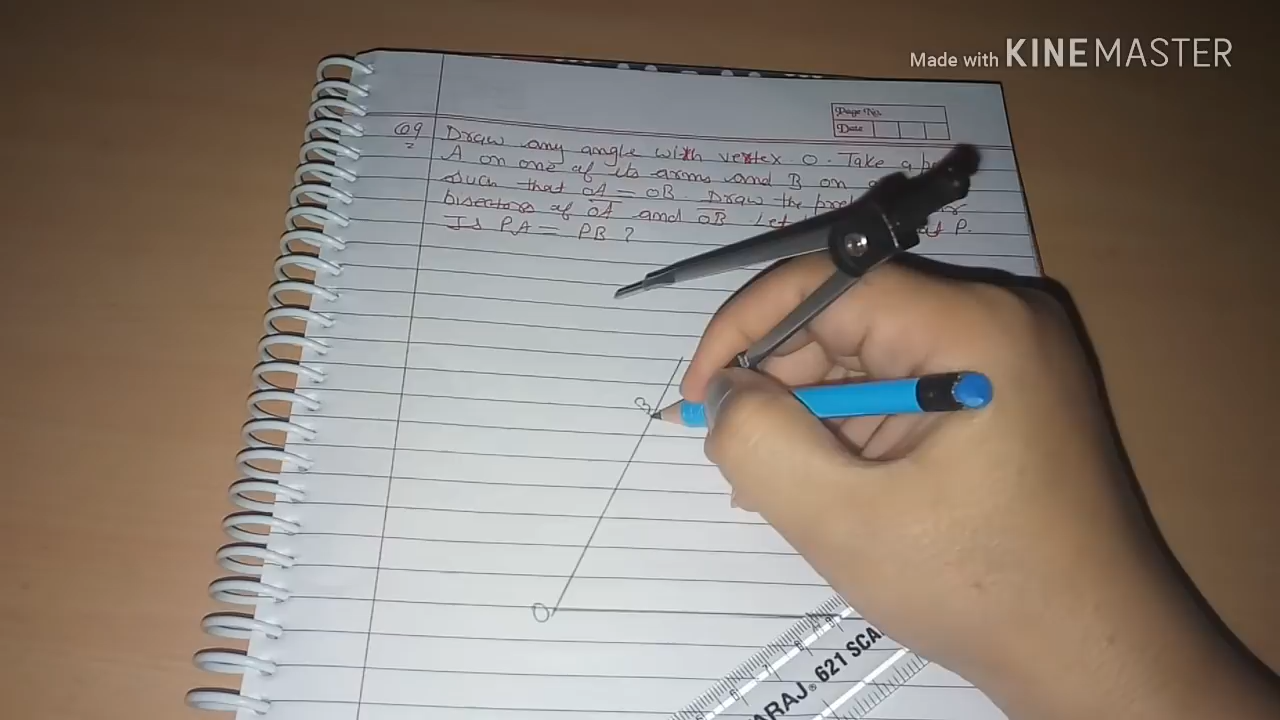 Made with KINEMASTER
Page No.
Date
Q9 Draw any angle with vertex O. Take a
A on one of its arms and B on
such that OA = OB. Draw the
bisectors of OA and OB. Let at P.
Is PA = PB ?
B
O
621 SCA